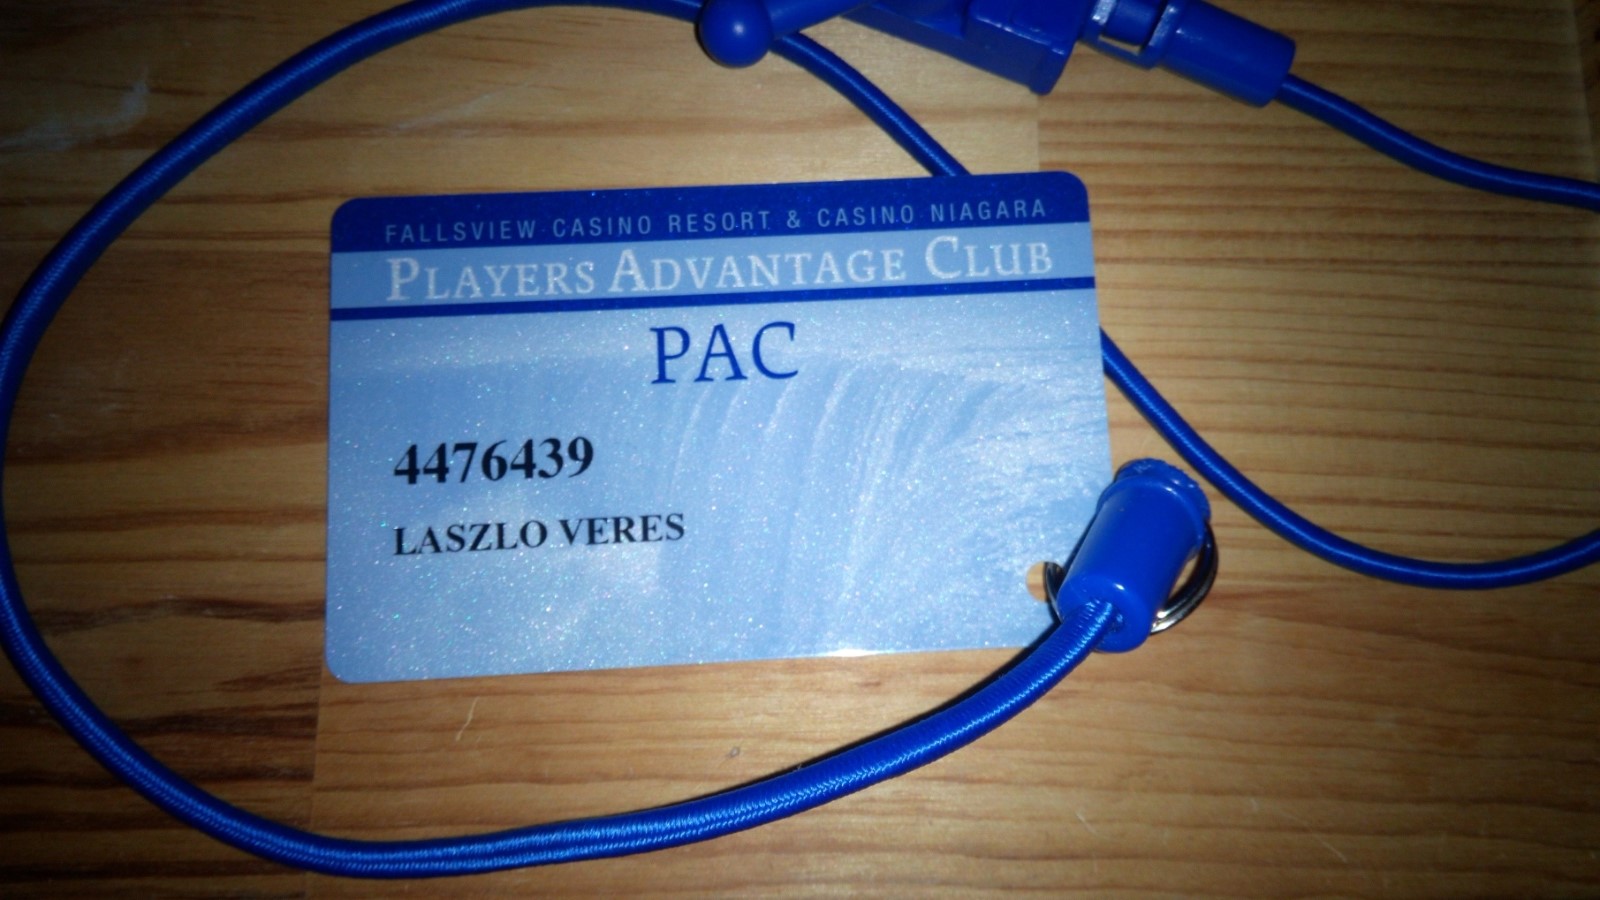 FALLSVIEW CASINO RESORT & CASINO NIAGARA
PLAYERS ADVANTAGE CLUB
PAC
4476439
LASZLO VERES